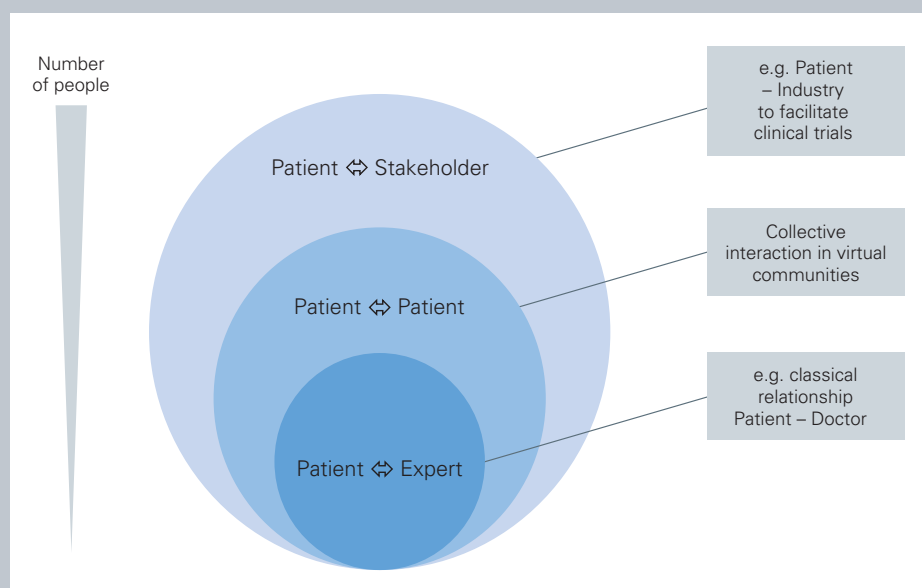 Number
of people
e.g. Patient
– Industry
to facilitate
clinical trials
Patient ⇔ Stakeholder
Collective
interaction in virtual
communities
Patient ⇔ Patient
e.g. classical
relationship
Patient – Doctor
Patient ⇔ Expert